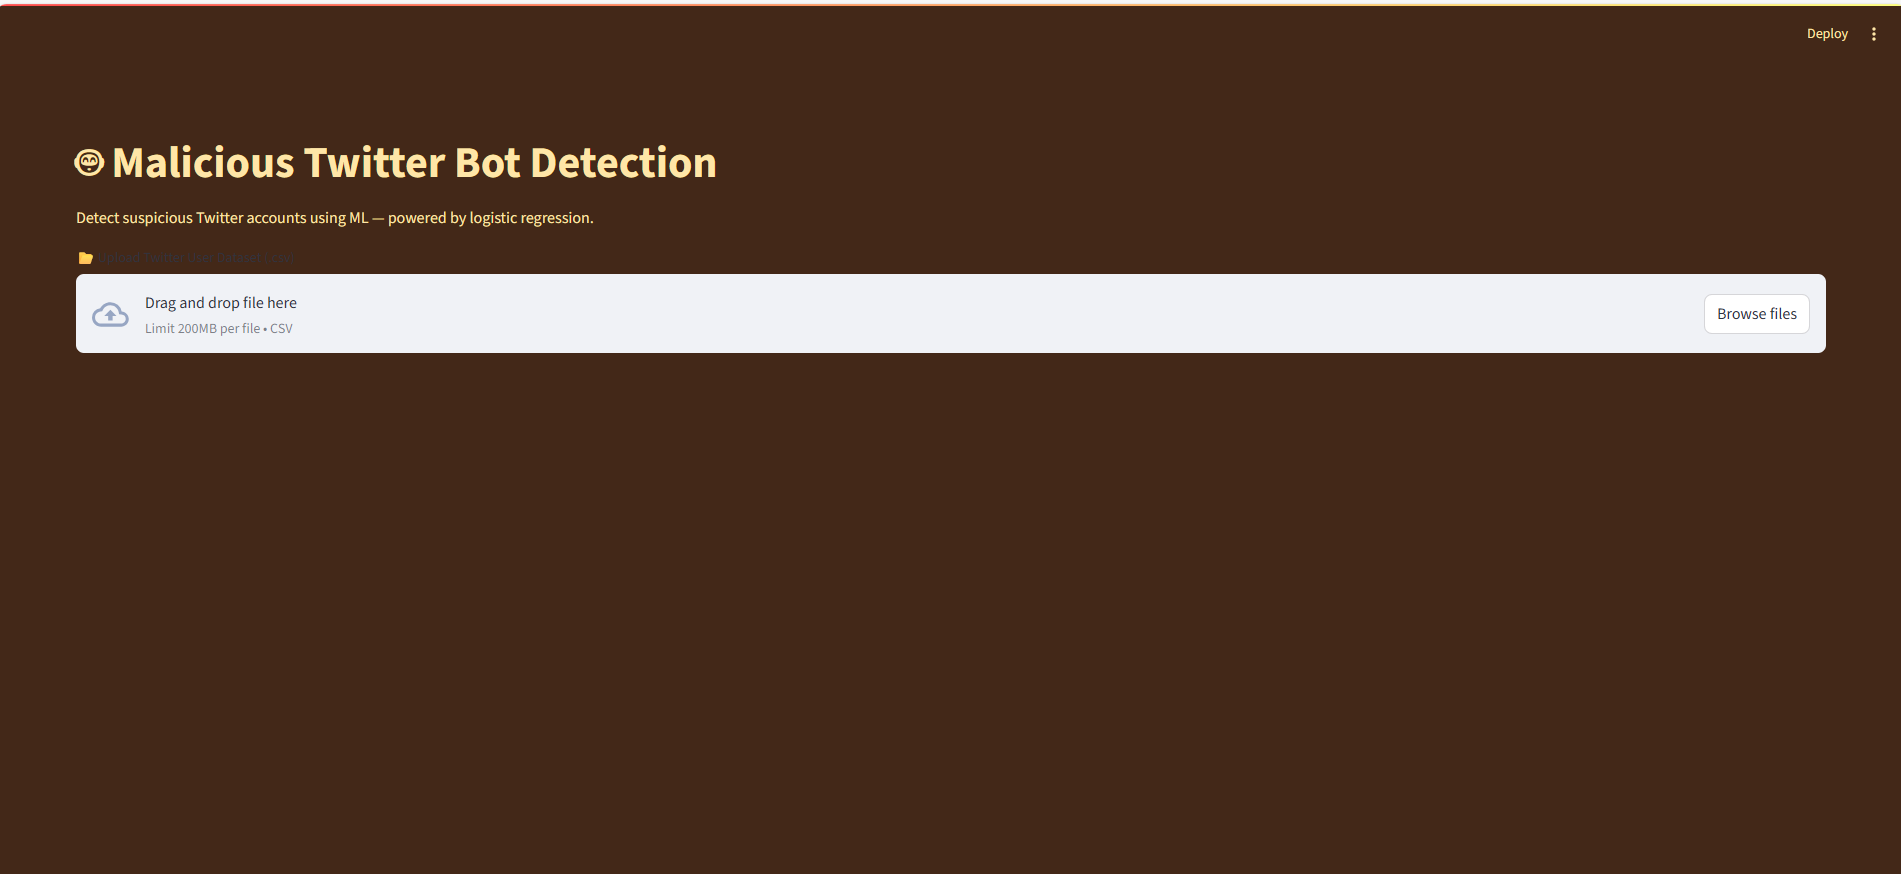 Deploy
Malicious Twitter Bot Detection
Detect suspicious Twitter accounts using ML — powered by logistic regression.
Upload Twitter User Dataset (.csv)
Drag and drop file here
Limit 200MB per file • CSV
Browse files